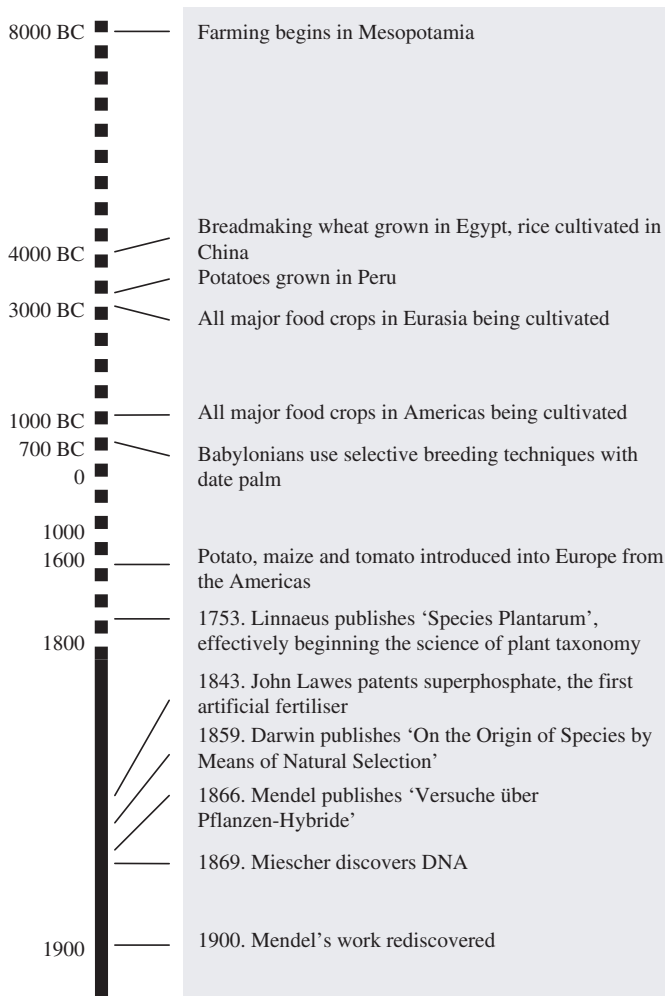 8000 BC
Farming begins in Mesopotamia
Breadmaking wheat grown in Egypt, rice cultivated in
4000 BC
China
Potatoes grown in Peru
3000 BC
All major food crops in Eurasia being cultivated
1000 BC
All major food crops in Americas being cultivated
700 BC
Babylonians use selective breeding techniques with
0
date palm
1000
1600
Potato, maize and tomato introduced into Europe from
the Americas
1753. Linnaeus publishes ‘Species Plantarum’,
1800
effectively beginning the science of plant taxonomy
1843. John Lawes patents superphosphate, the first
artificial fertiliser
1859. Darwin publishes ‘On the Origin of Species by
Means of Natural Selection’
1866. Mendel publishes ‘Versuche über
Pflanzen-Hybride’
1869. Miescher discovers DNA
1900
1900. Mendel’s work rediscovered